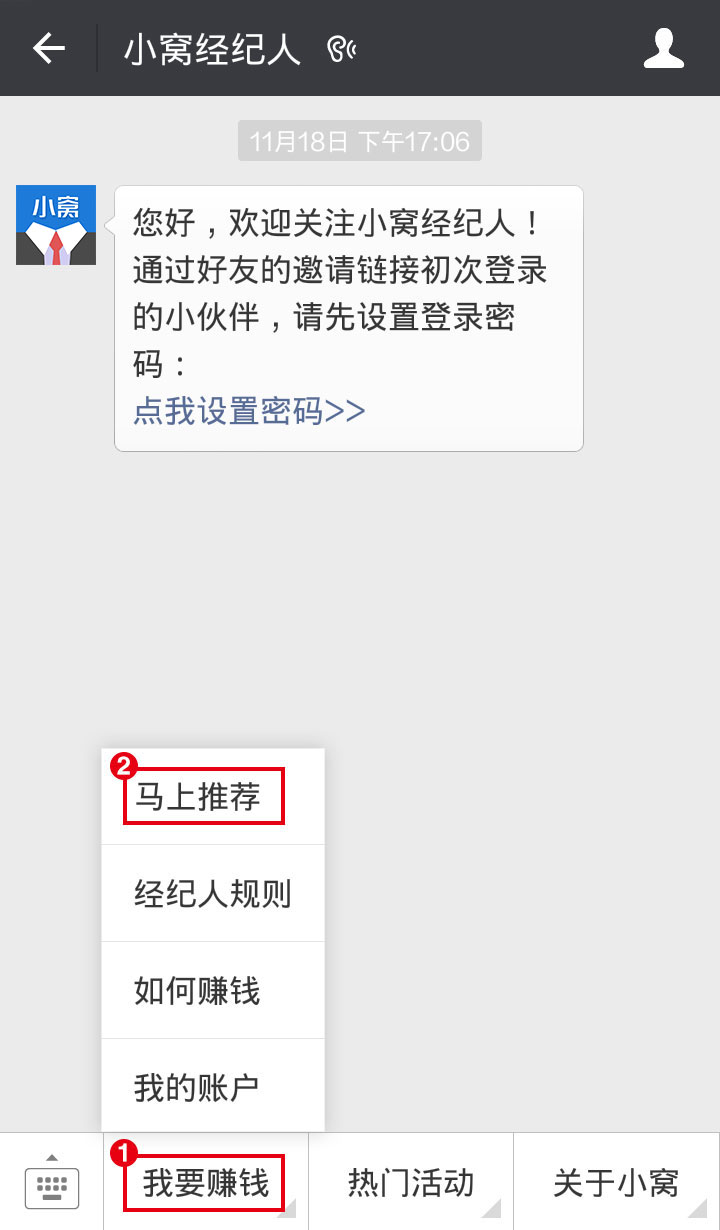 小窝经纪人
11月18日 下午17:06
小窝
您好，欢迎关注小窝经纪人！
通过好友的邀请链接初次登录
的小伙伴，请先设置登录密
码：
点我设置密码>>
2
马上推荐
经纪人规则
如何赚钱
我的账户
1
我要赚钱
热门活动
关于小窝